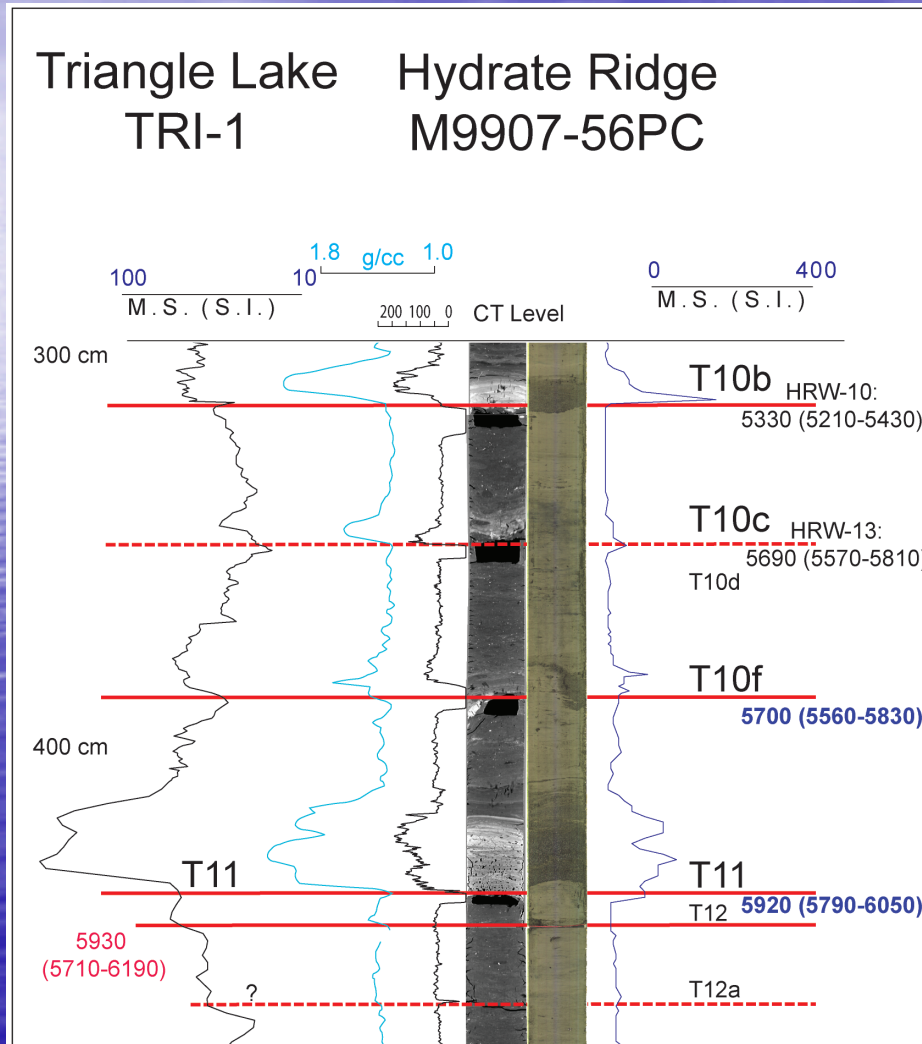 Triangle Lake
TRI-1
Hydrate Ridge
M9907-56PC
1.8 g/cc 1.0
100 10
M.S. (S.I.)
200 100 0
CT Level
0 400
M.S. (S.I.)
300 cm
T10b
HRW-10:
5330 (5210-5430)
T10c
HRW-13:
5690 (5570-5810)
T10d
T10f
5700 (5560-5830)
400 cm
T11
T11
5920 (5790-6050)
T12
5930
(5710-6190)
?
T12a